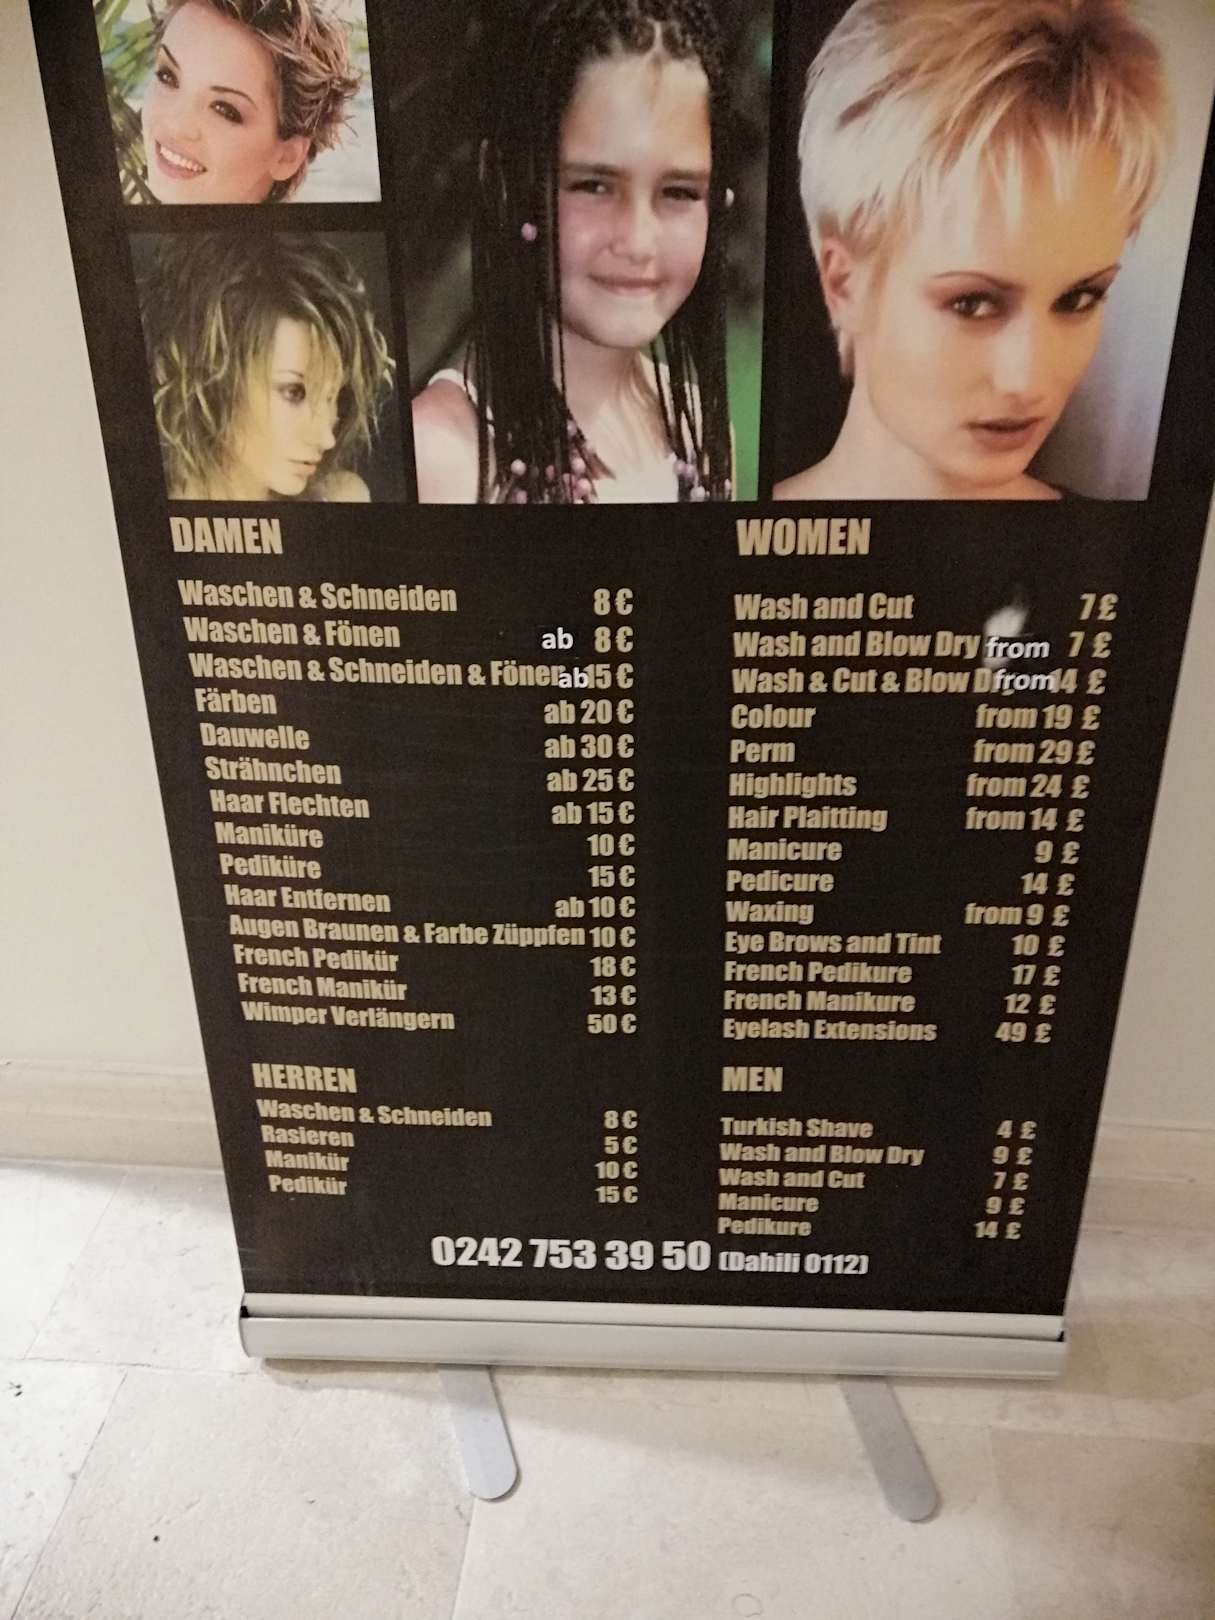 DAMEN
Waschen & Schneiden 8 €
Waschen & Fönen ab 8 €
Waschen & Schneiden & Fönen ab 15 €
Färben ab 20 €
Dauwelle ab 30 €
Strähnchen ab 25 €
Haar Flechten ab 15 €
Maniküre 10 €
Pediküre 15 €
Haar Entfernen ab 10 €
Augen Braunen & Farbe Züppfen 10 €
French Pedikür 18 €
French Manikür 13 €
Wimper Verlängern 50 €
HERREN
Waschen & Schneiden 8 €
Rasieren 5 €
Manikür 10 €
Pedikür 15 €
WOMEN
Wash and Cut 7 £
Wash and Blow Dry from 7 £
Wash & Cut & Blow Dry from 14 £
Colour from 19 £
Perm from 29 £
Highlights from 24 £
Hair Plaitting from 14 £
Manicure 9 £
Pedicure 14 £
Waxing from 9 £
Eye Brows and Tint 10 £
French Pedikure 17 £
French Manikure 12 £
Eyelash Extensions 49 £
MEN
Turkish Shave 4 £
Wash and Blow Dry 9 £
Wash and Cut 7 £
Manicure 9 £
Pedikure 14 £
0242 753 39 50 (Dahili 0112)